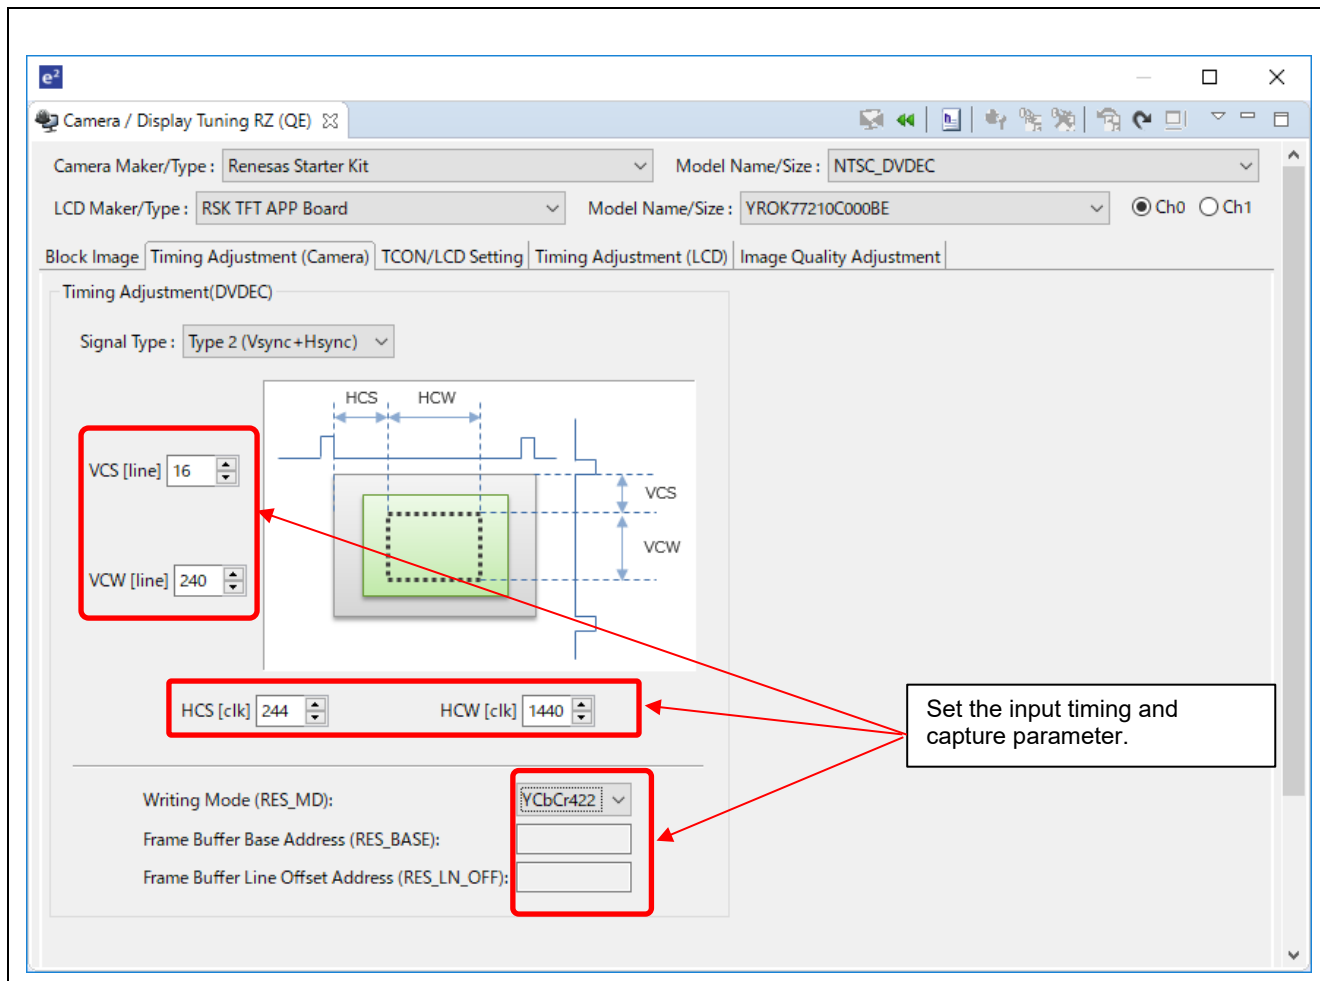 e²
Camera / Display Tuning RZ (QE)
Camera Maker/Type : Renesas Starter Kit Model Name/Size : NTSC_DVDEC
LCD Maker/Type : RSK TFT APP Board Model Name/Size : YROK77210C000BE Ch0 Ch1
Block Image Timing Adjustment (Camera) TCON/LCD Setting Timing Adjustment (LCD) Image Quality Adjustment
Timing Adjustment(DVDEC)
Signal Type : Type 2 (Vsync+Hsync)
HCS HCW
VCS [line] 16
VCS
VCW
VCW [line] 240
HCS [clk] 244 HCW [clk] 1440
Set the input timing and
capture parameter.
Writing Mode (RES_MD): YCbCr422
Frame Buffer Base Address (RES_BASE):
Frame Buffer Line Offset Address (RES_LN_OFF):